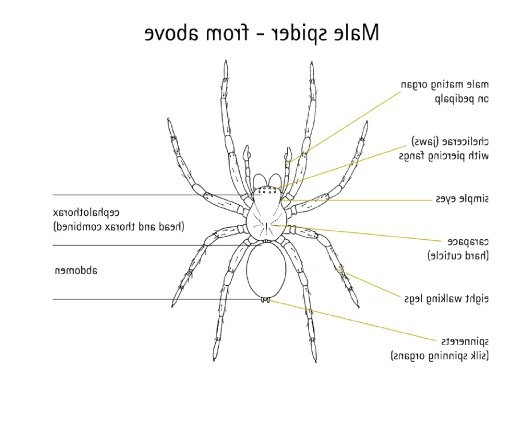 Male spider - from above
male mating organ
on pedipalp
chelicerae (jaws)
with piercing fangs
simple eyes
carapace
(hard cuticle)
eight walking legs
spinnerets
(silk spinning organs)
cephalothorax
(head and thorax combined)
abdomen